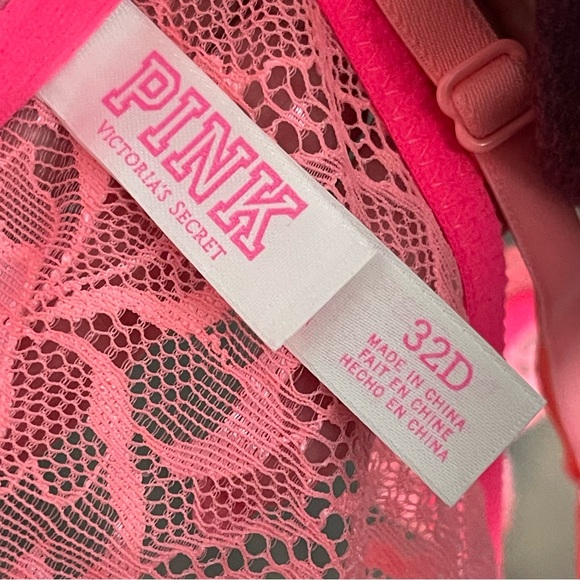 PINK
VICTORIA'S SECRET
32D
MADE IN CHINA
FAIT EN CHINE
HECHO EN CHINA